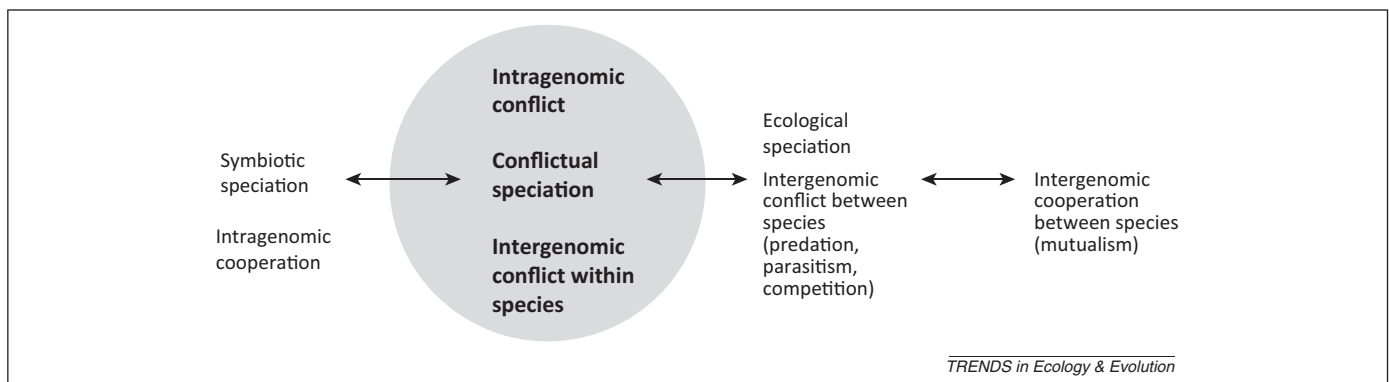 Symbiotic
speciation
Intragenomic
cooperation
Intragenomic
conflict
Conflictual
speciation
Intergenomic
conflict within
species
Ecological
speciation
Intergenomic
conflict between
species
(predation,
parasitism,
competition)
Intergenomic
cooperation
between species
(mutualism)
TRENDS in Ecology & Evolution